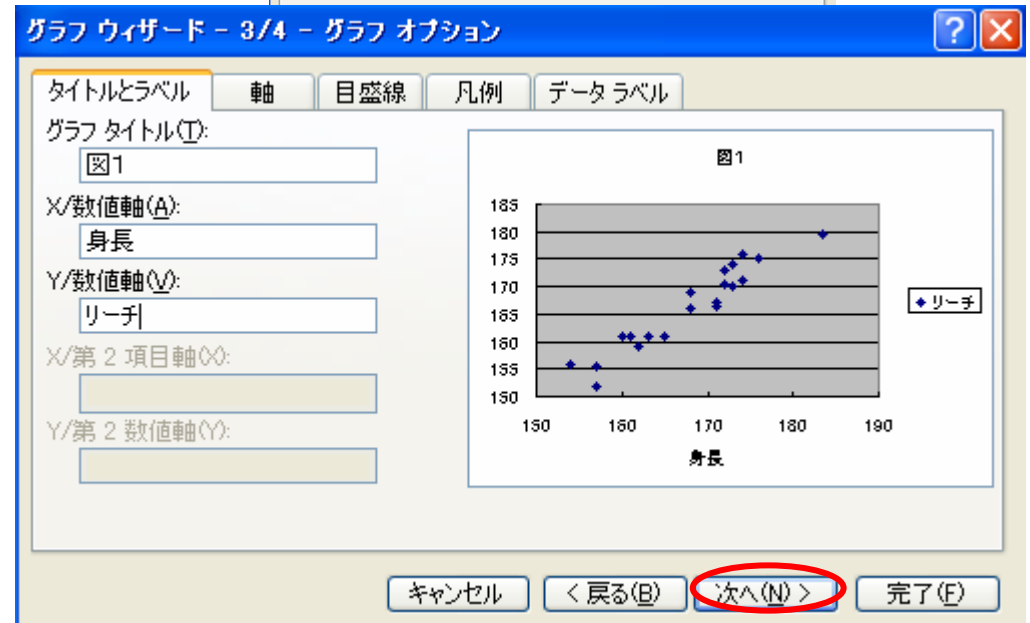 グラフ ウィザード - 3/4 - グラフ オプション
タイトルとラベル 軸 目盛線 凡例 データ ラベル
グラフ タイトル(T):
図1
X/数値軸(A):
身長
Y/数値軸(V):
リーチ
X/第 2 項目軸(X):
Y/第 2 数値軸(Y):
図1
185
180
175
170
165
160
155
150
150 160 170 180 190
身長
リーチ
キャンセル < 戻る(B) 次へ(N) > 完了(F)